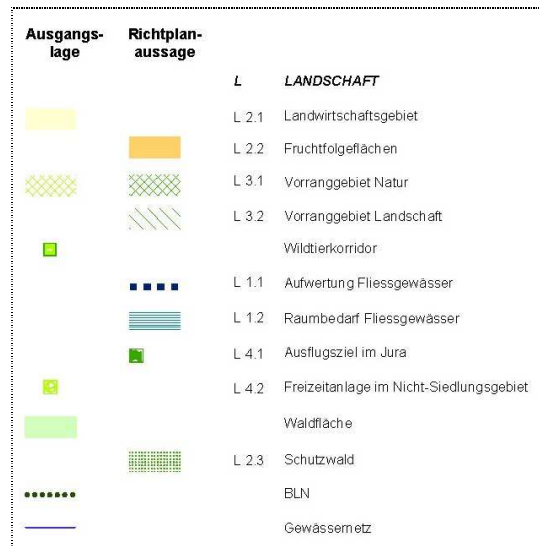 Ausgangs- Richtplan-
lage aussage
L LANDSCHAFT
L 2.1 Landwirtschaftsgebiet
L 2.2 Fruchtfolgeflächen
L 3.1 Vorranggebiet Natur
L 3.2 Vorranggebiet Landschaft
Wildtierkorridor
L 1.1 Aufwertung Fliessgewässer
L 1.2 Raumbedarf Fliessgewässer
L 4.1 Ausflugsziel im Jura
L 4.2 Freizeitanlage im Nicht-Siedlungsgebiet
Waldfläche
L 2.3 Schutzwald
BLN
Gewässernetz